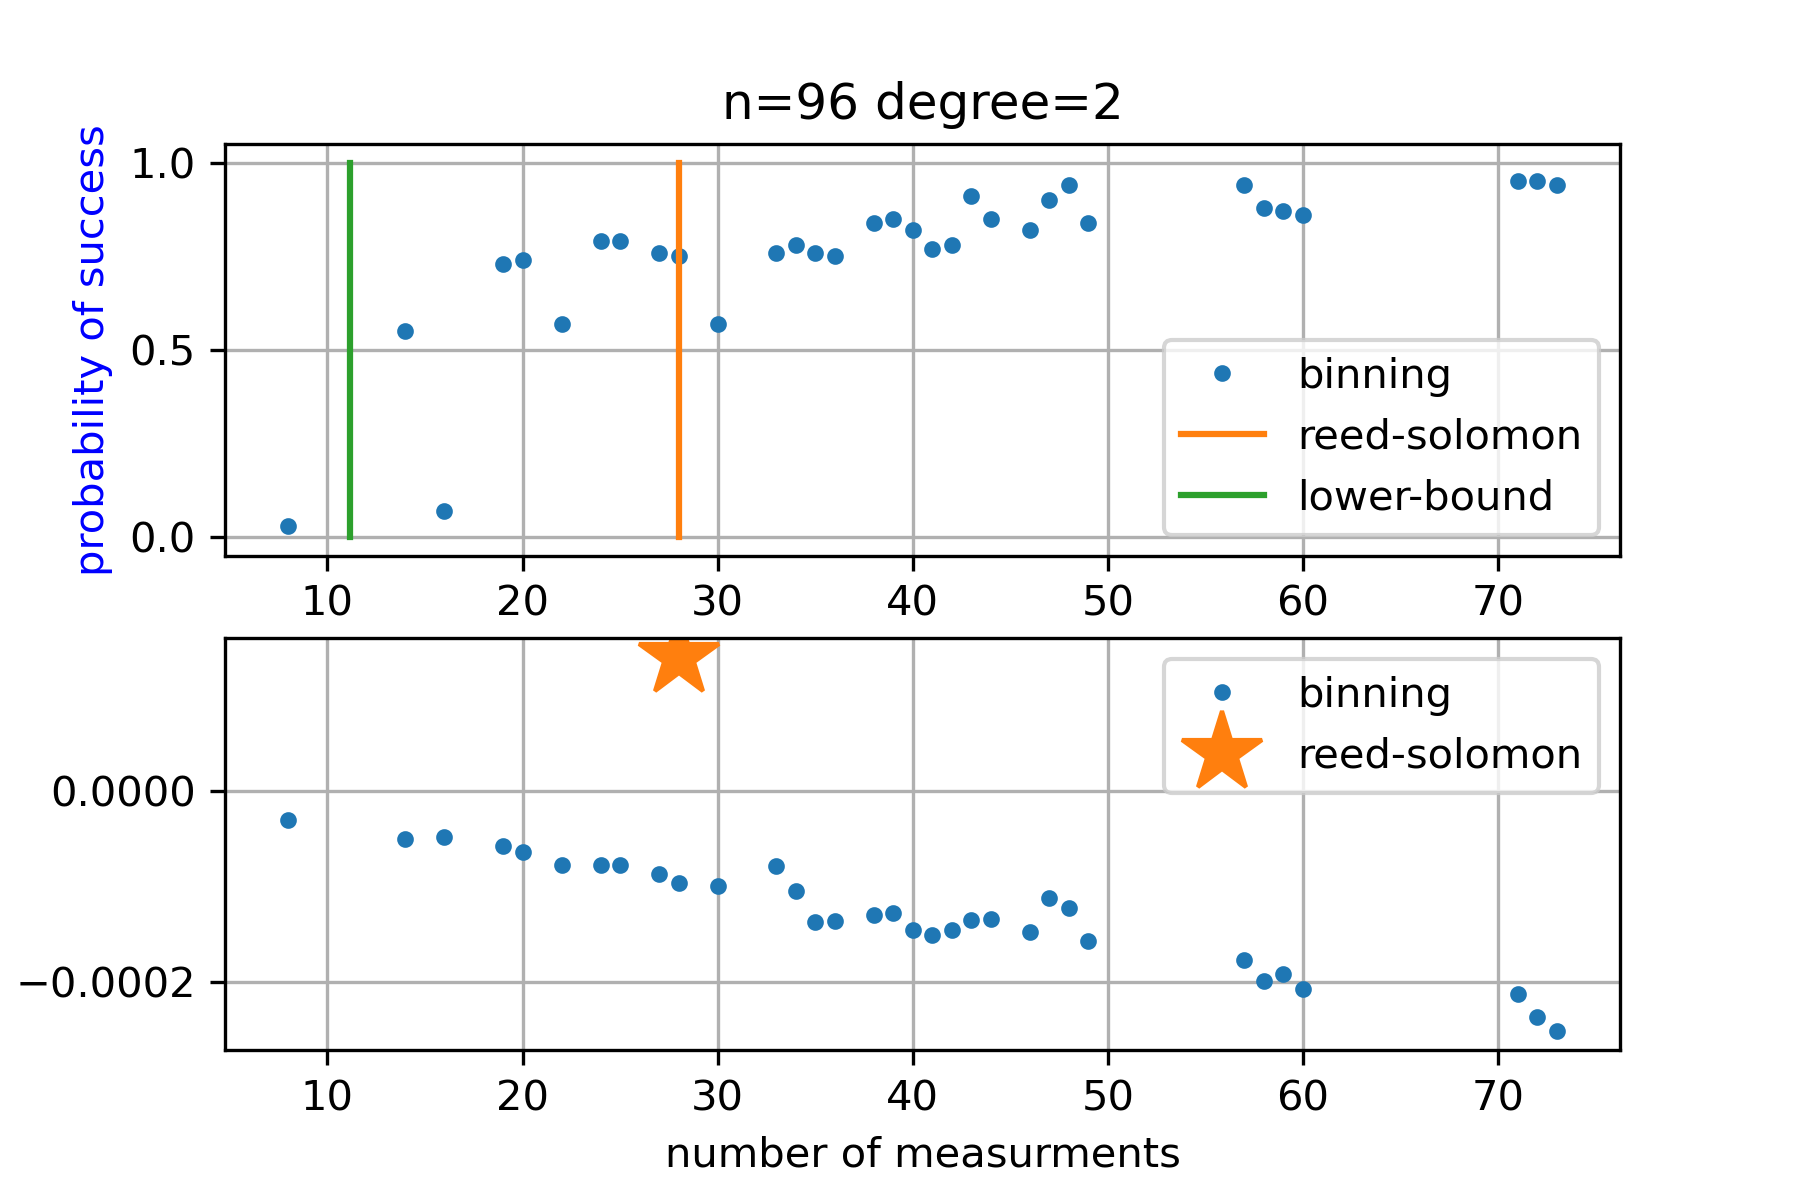 n=96 degree=2
probability of success
1.0
0.5
0.0
binning
reed-solomon
lower-bound
10 20 30 40 50 60 70
binning
reed-solomon
0.0000
−0.0002
10 20 30 40 50 60 70
number of measurments